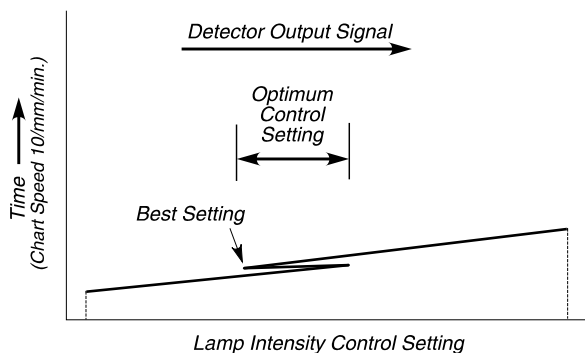 Detector Output Signal
Optimum
Control
Setting
Time
(Chart Speed 10/mm/min.)
Best Setting
Lamp Intensity Control Setting